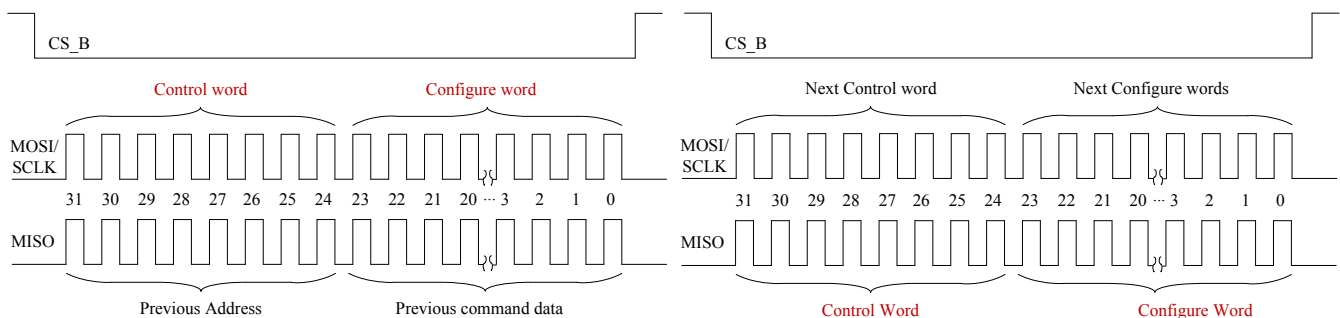 CS_B
Control word
Configure word
MOSI/
SCLK
31 30 29 28 27 26 25 24 23 22 21 20 ... 3 2 1 0
MISO
Previous Address
Previous command data
CS_B
Next Control word
Next Configure words
MOSI/
SCLK
31 30 29 28 27 26 25 24 23 22 21 20 ... 3 2 1 0
MISO
Control Word
Configure Word